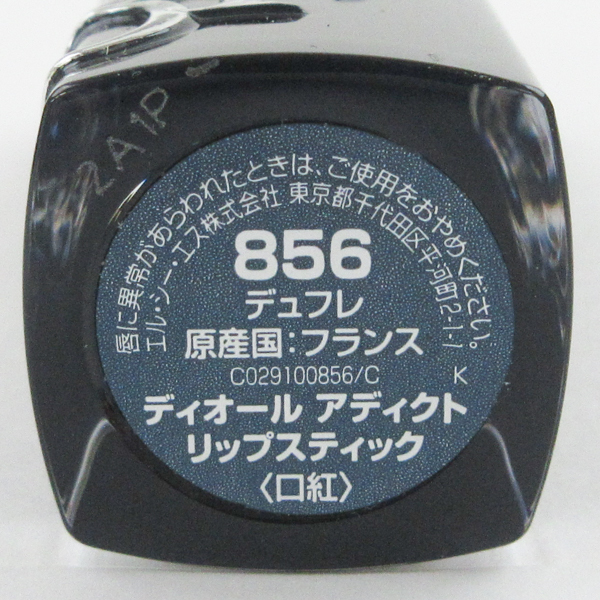 2A1P
唇に異常があらわれたときは、ご使用をおやめください。
エル・シー・エス株式会社 東京都千代田区平河町2-1-1
856
デュフレ
原産国：フランス
C029100856/C K
ディオール アディクト
リップスティック
〈口紅〉